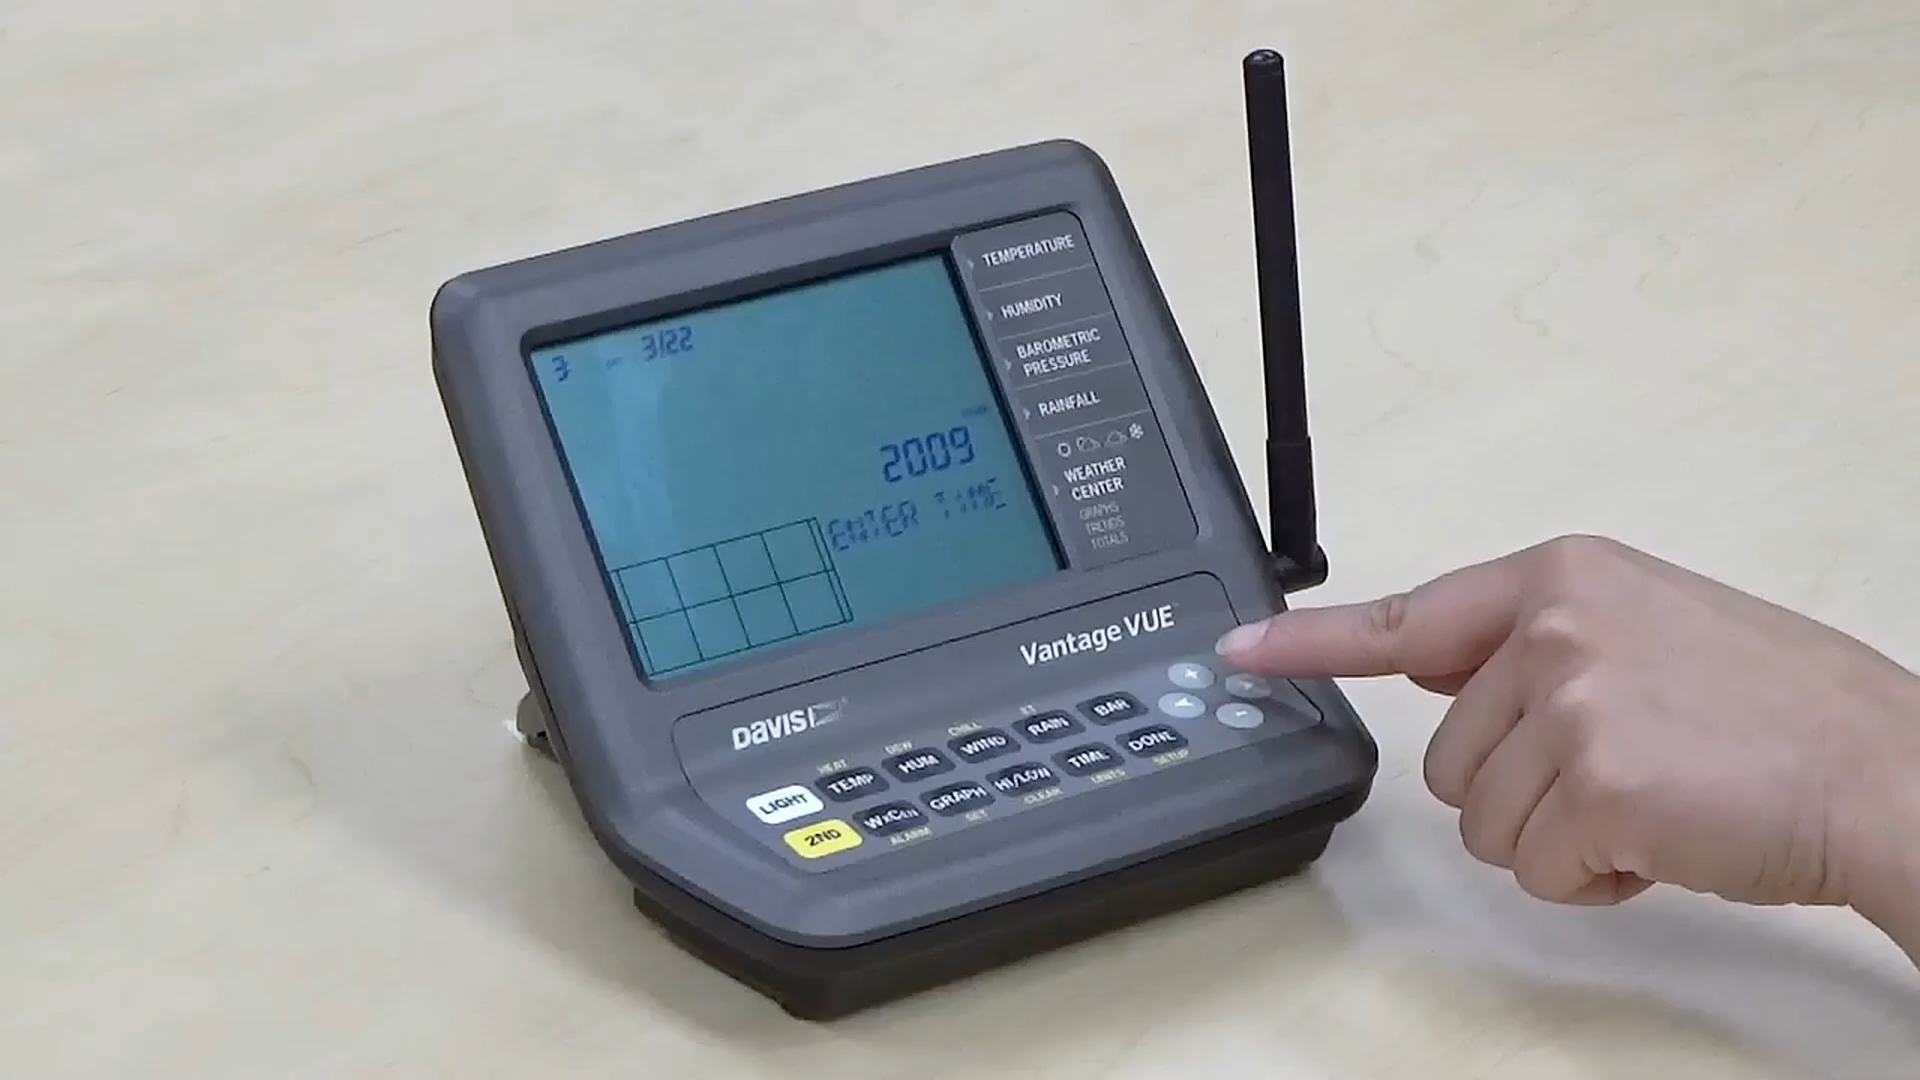 3 3/22
2009
ENTER TIME
TEMPERATURE
HUMIDITY
BAROMETRIC
PRESSURE
RAINFALL
WEATHER
CENTER
GRAPHS
TRENDS
TOTALS
Vantage VUE
DAVIS
HEAT DEW CHILL ET
LIGHT TEMP HUM WIND RAIN BAR
2ND WxCEN GRAPH HI/LOW TIME DONE
ALARM SET CLEAR UNITS SETUP